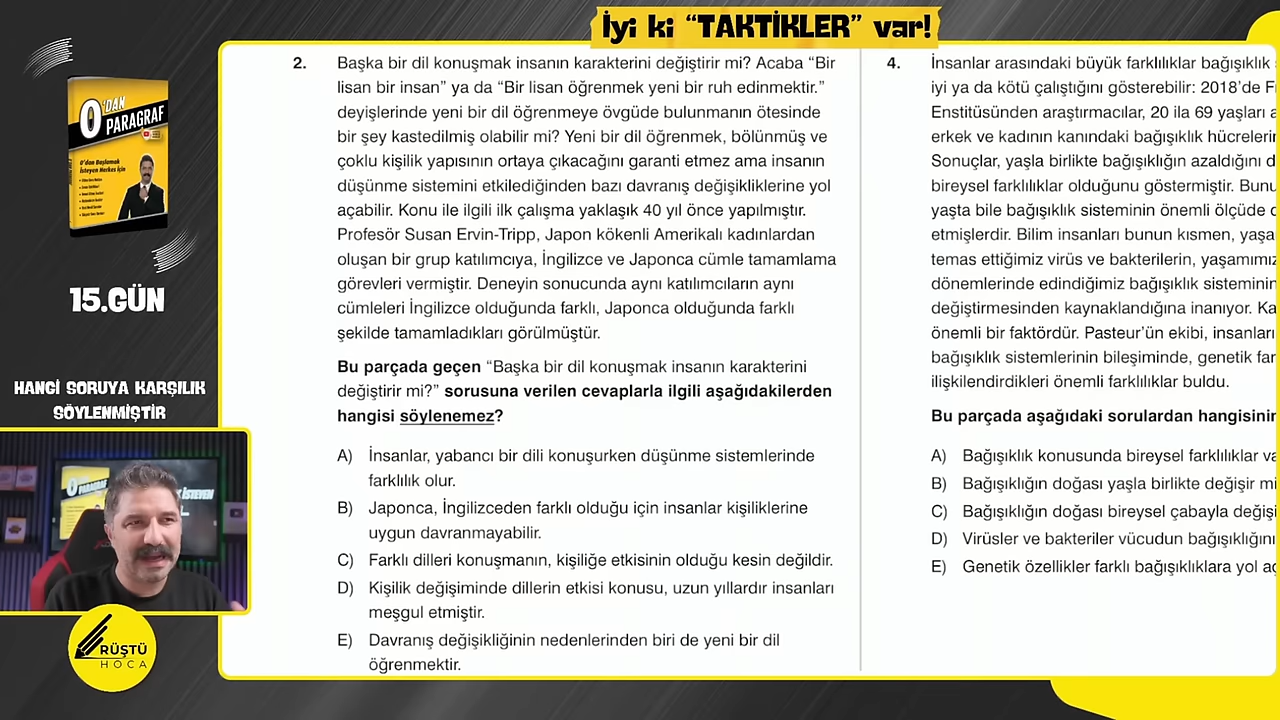 İyi ki “TAKTİKLER” var!
0'DAN
PARAGRAF
0'dan Başlamak
İsteyen Herkes İçin
15.GÜN
HANGİ SORUYA KARŞILIK
SÖYLENMİŞTİR
RÜŞTÜ
HOCA
2. Başka bir dil konuşmak insanın karakterini değiştirir mi? Acaba “Bir
lisan bir insan” ya da “Bir lisan öğrenmek yeni bir ruh edinmektir.”
deyişlerinde yeni bir dil öğrenmeye övgüde bulunmanın ötesinde
bir şey kastedilmiş olabilir mi? Yeni bir dil öğrenmek, bölünmüş ve
çoklu kişilik yapısının ortaya çıkacağını garanti etmez ama insanın
düşünme sistemini etkilediğinden bazı davranış değişikliklerine yol
açabilir. Konu ile ilgili ilk çalışma yaklaşık 40 yıl önce yapılmıştır.
Profesör Susan Ervin-Tripp, Japon kökenli Amerikalı kadınlardan
oluşan bir grup katılımcıya, İngilizce ve Japonca cümle tamamlama
görevleri vermiştir. Deneyin sonucunda aynı katılımcıların aynı
cümleleri İngilizce olduğunda farklı, Japonca olduğunda farklı
şekilde tamamladıkları görülmüştür.
Bu parçada geçen “Başka bir dil konuşmak insanın karakterini
değiştirir mi?” sorusuna verilen cevaplarla ilgili aşağıdakilerden
hangisi söylenemez?
A) İnsanlar, yabancı bir dili konuşurken düşünme sistemlerinde
farklılık olur.
B) Japonca, İngilizceden farklı olduğu için insanlar kişiliklerine
uygun davranmayabilir.
C) Farklı dilleri konuşmanın, kişiliğe etkisinin olduğu kesin değildir.
D) Kişilik değişiminde dillerin etkisi konusu, uzun yıllardır insanları
meşgul etmiştir.
E) Davranış değişikliğinin nedenlerinden biri de yeni bir dil
öğrenmektir.
4. İnsanlar arasındaki büyük farklılıklar bağışıklık
iyi ya da kötü çalıştığını gösterebilir: 2018’de
Enstitüsünden araştırmacılar, 20 ila 69 yaşları
erkek ve kadının kanındaki bağışıklık
Sonuçlar, yaşla birlikte bağışıklığın azaldığını
bireysel farklılıklar olduğunu göstermiştir.
yaşta bile bağışıklık sisteminin önemli ölçüde
etmişlerdir. Bilim insanları bunun kısmen,
temas ettiğimiz virüs ve bakterilerin,
dönemlerinde edindiğimiz bağışıklık
değiştirmesinden kaynaklandığına inanıyor.
önemli bir faktördür. Pasteur’ün ekibi,
bağışıklık sistemlerinin bileşiminde, genetik
ilişkilendirdikleri önemli farklılıklar buldu.
Bu parçada aşağıdaki sorulardan
A) Bağışıklık konusunda bireysel farklılıklar
B) Bağışıklığın doğası yaşla birlikte değişir
C) Bağışıklığın doğası bireysel çabayla
D) Virüsler ve bakteriler vücudun
E) Genetik özellikler farklı bağışıklıklara yol